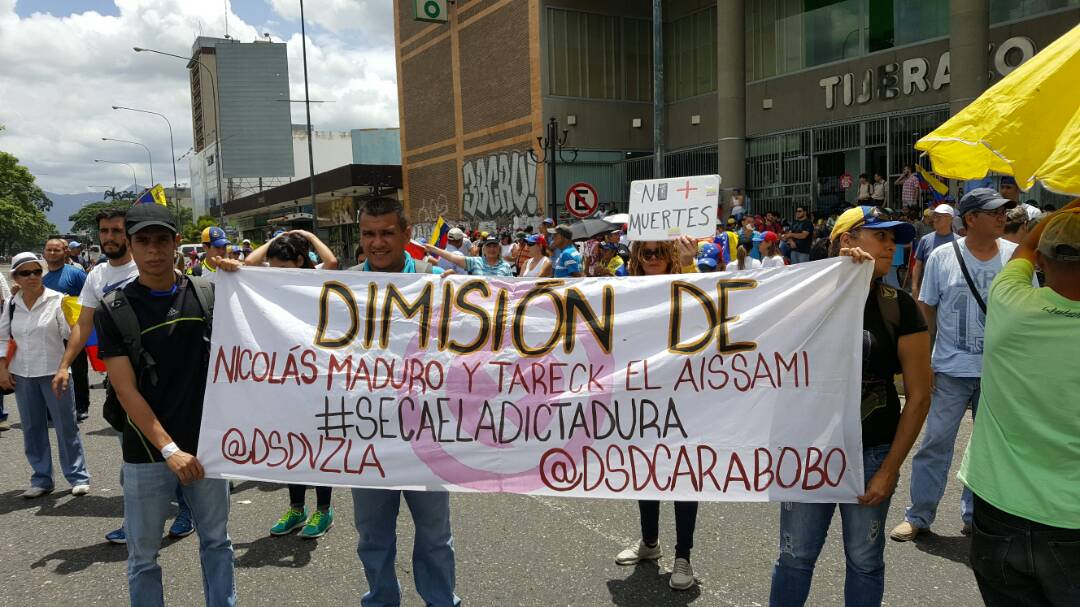 TIJERAZO
NO + MUERTES
DIMISIÓN DE
NICOLÁS MADURO Y TARECK EL AISSAMI
#SECAELADICTADURA
@DSDVZLA
@DSDCARABOBO
E